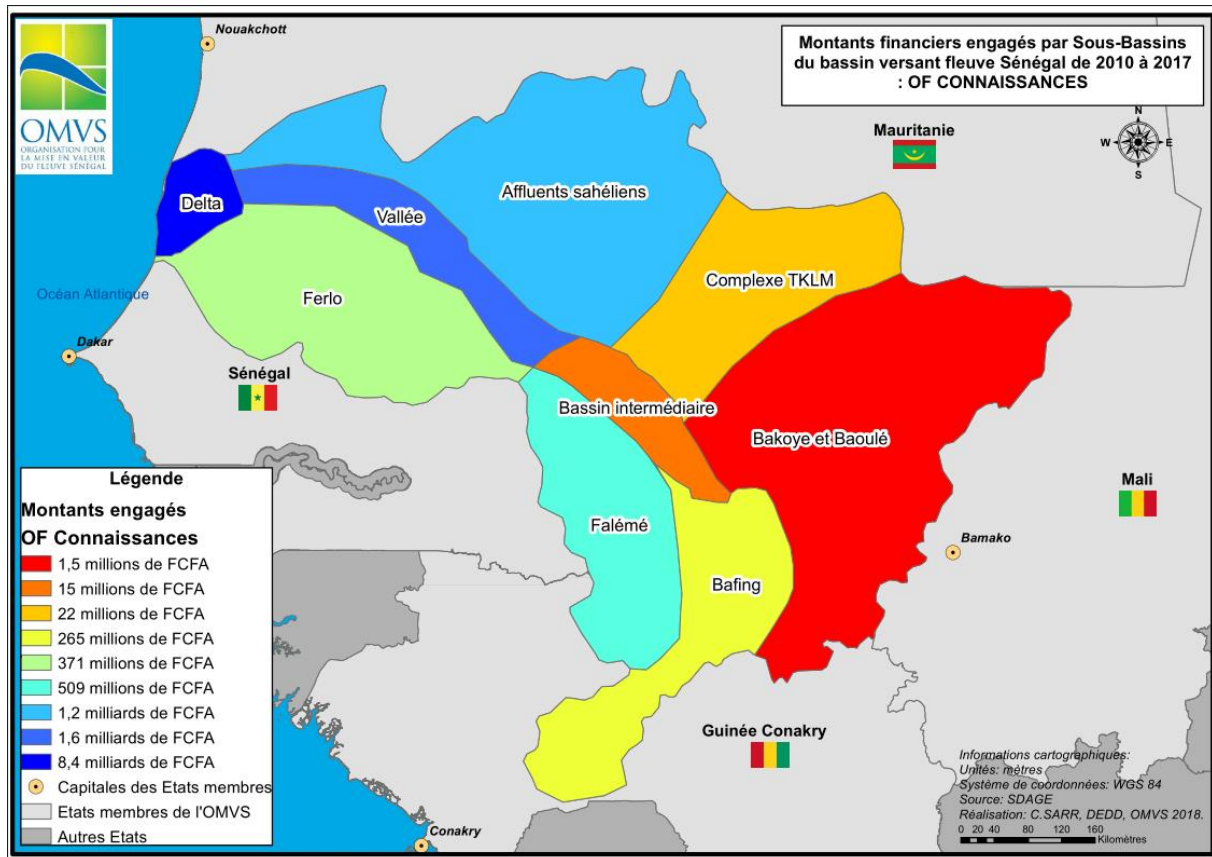 OMVS
ORGANISATION POUR
LA MISE EN VALEUR
DU FLEUVE SÉNÉGAL
Nouakchott
Montants financiers engagés par Sous-Bassins
du bassin versant fleuve Sénégal de 2010 à 2017
: OF CONNAISSANCES
N
W E
S
Mauritanie
Affluents sahéliens
Delta
Vallée
Complexe TKLM
Océan Atlantique
Ferlo
Dakar
Sénégal
Bassin intermédiaire
Bakoye et Baoulé
Mali
Falémé
Bamako
Bafing
Guinée Conakry
Conakry
Légende
Montants engagés
OF Connaissances
1,5 millions de FCFA
15 millions de FCFA
22 millions de FCFA
265 millions de FCFA
371 millions de FCFA
509 millions de FCFA
1,2 milliards de FCFA
1,6 milliards de FCFA
8,4 milliards de FCFA
Capitales des Etats membres
Etats membres de l'OMVS
Autres Etats
Informations cartographiques:
Unités: mètres
Système de coordonnées: WGS 84
Source: SDAGE
Réalisation: C.SARR, DEDD, OMVS 2018.
0 20 40 80 120 160
Kilomètres